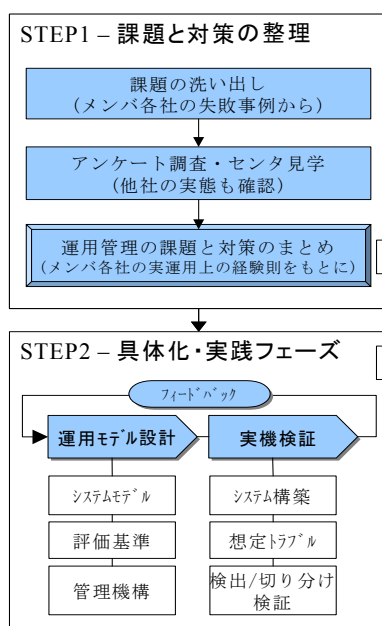 STEP1 – 課題と対策の整理
課題の洗い出し
(メンバ各社の失敗事例から)
アンケート調査・センタ見学
(他社の実態も確認)
運用管理の課題と対策のまとめ
(メンバ各社の実運用上の経験則をもとに)
STEP2 – 具体化・実践フェーズ
ﾌｨｰﾄﾞﾊﾞｯｸ
運用ﾓﾃﾞﾙ設計
実機検証
ｼｽﾃﾑﾓﾃﾞﾙ
ｼｽﾃﾑ構築
評価基準
想定ﾄﾗﾌﾞﾙ
管理機構
検出/切り分け
検証